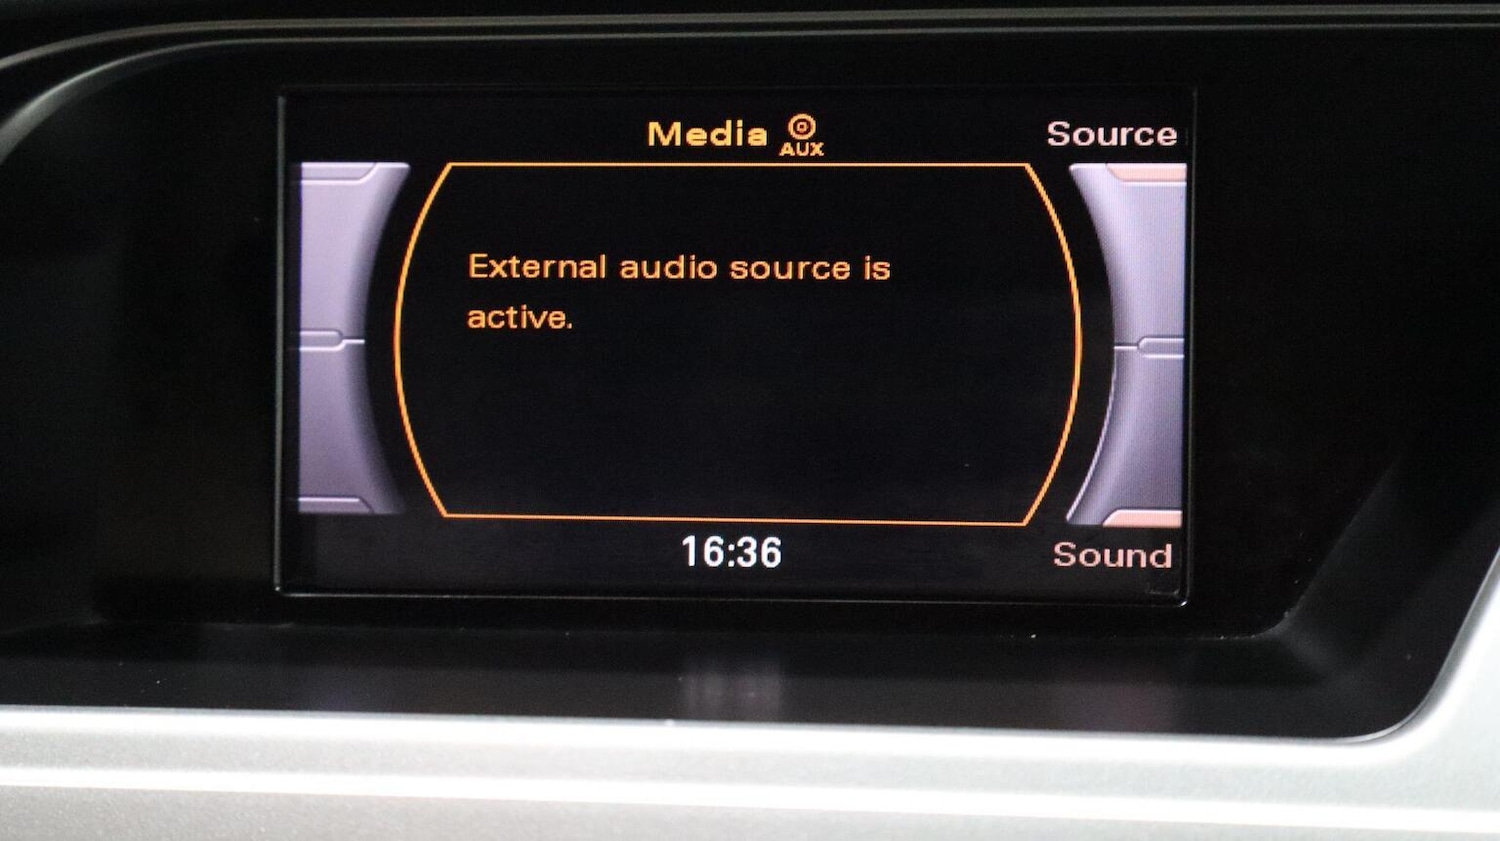 Media AUX Source
External audio source is
active.
16:36 Sound